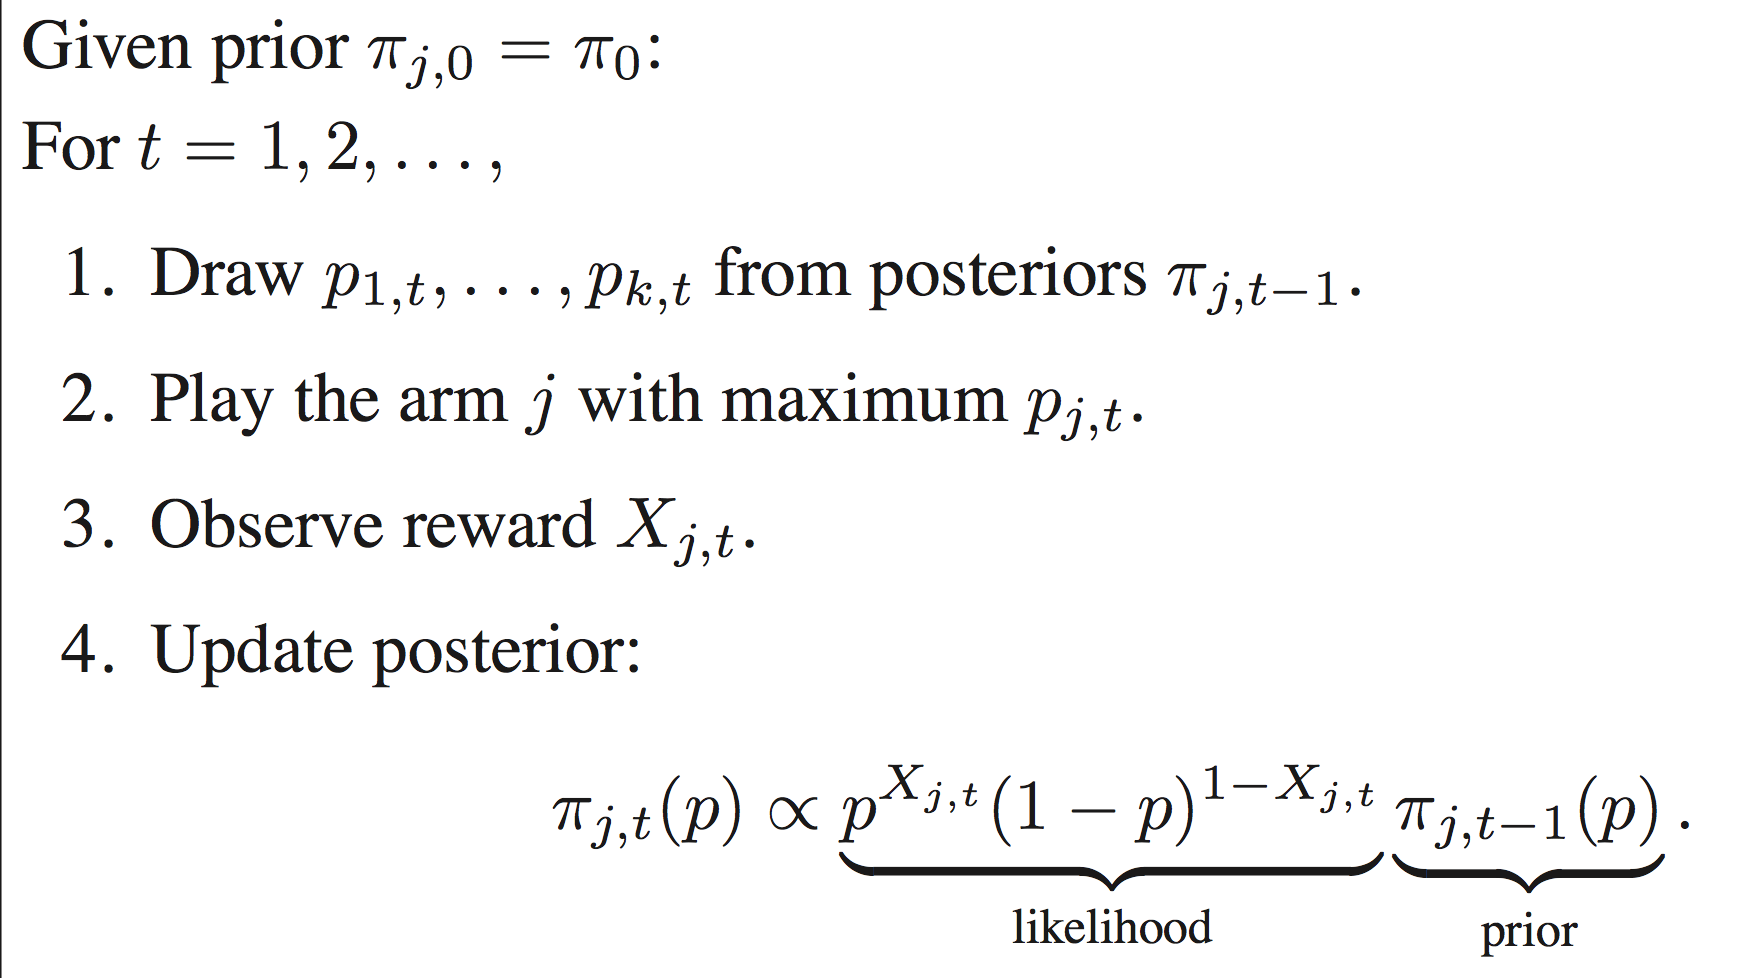 Given prior π_{j,0} = π_0:
For t = 1, 2, . . . ,
1. Draw p_{1,t}, . . . , p_{k,t} from posteriors π_{j,t−1}.
2. Play the arm j with maximum p_{j,t}.
3. Observe reward X_{j,t}.
4. Update posterior:
π_{j,t}(p) ∝ p^{X_{j,t}}(1 − p)^{1−X_{j,t}} π_{j,t−1}(p) .
likelihood prior